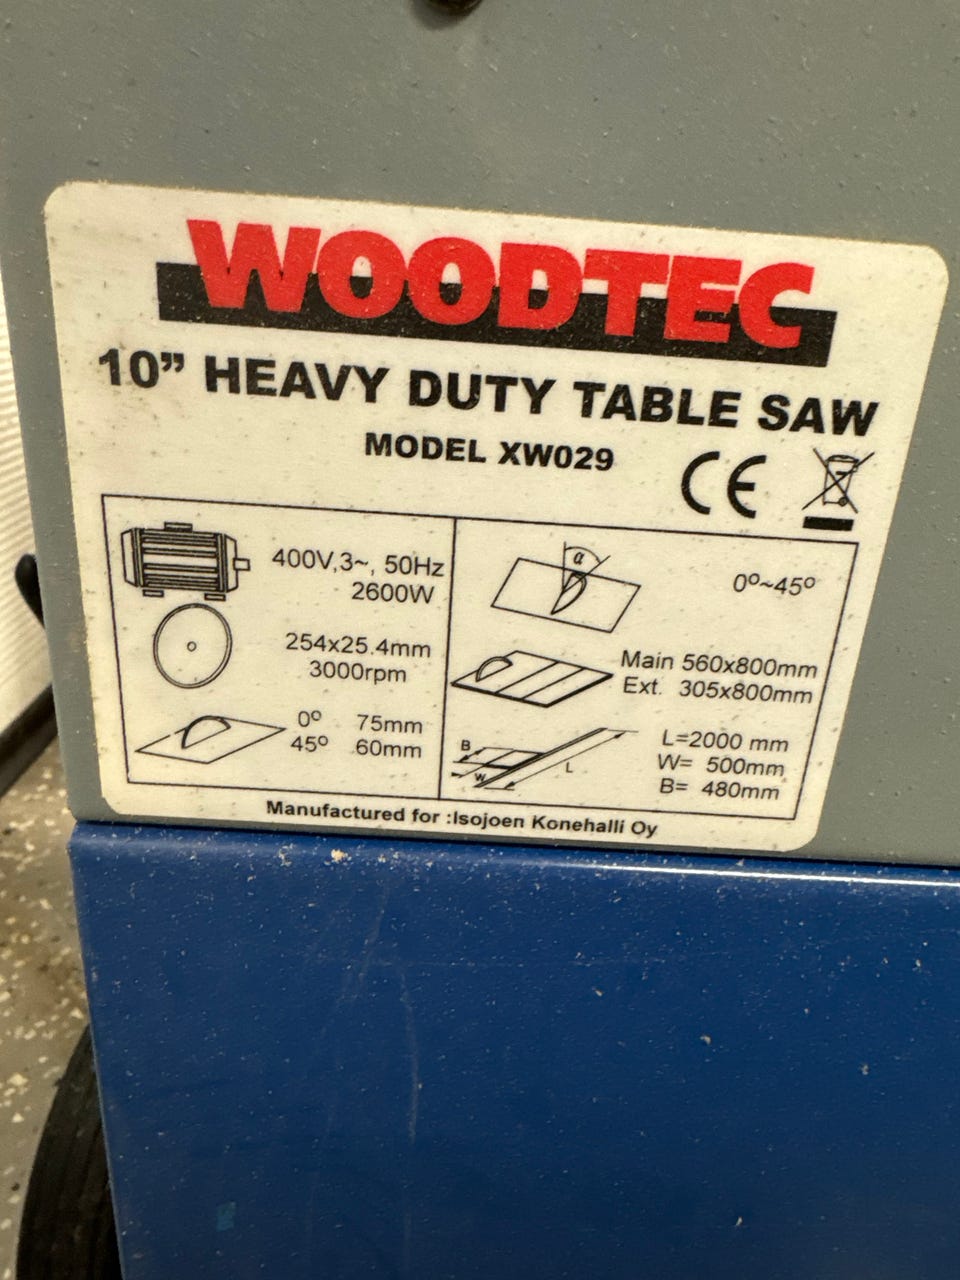 WOODTEC
10” HEAVY DUTY TABLE SAW
MODEL XW029
CE
400V,3~, 50Hz
2600W
254x25.4mm
3000rpm
0° 75mm
45° 60mm
α
0°~45°
Main 560x800mm
Ext. 305x800mm
B
W
L
L=2000 mm
W= 500mm
B= 480mm
Manufactured for :Isojoen Konehalli Oy